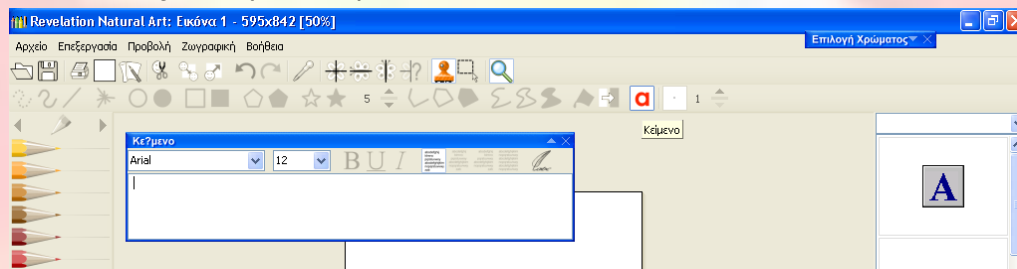 Revelation Natural Art: Εικόνα 1 - 595x842 [50%]
Επιλογή Χρώματος
Αρχείο Επεξεργασία Προβολή Ζωγραφική Βοήθεια
5
a
1
Κείμενο
Κε?μενο
Arial 12 B U I
A